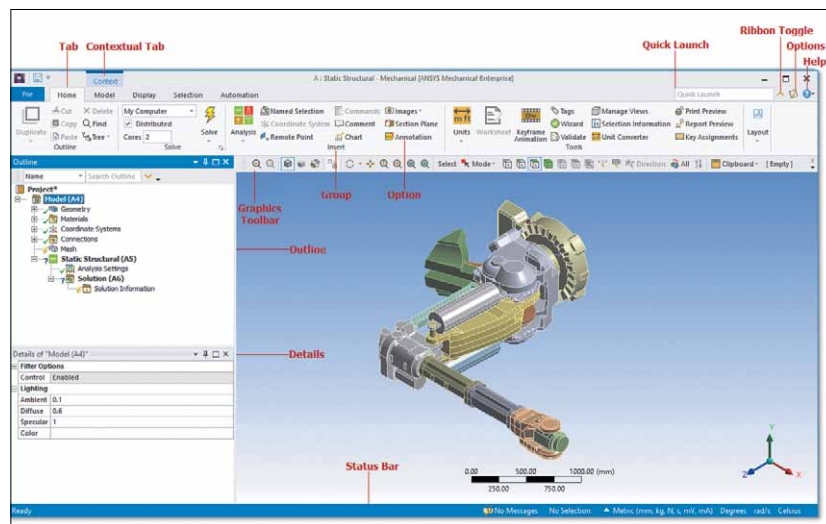 Ribbon Toggle
Tab Contextual Tab
Quick Launch
Options
Help
Context
A : Static Structural - Mechanical [ANSYS Mechanical Enterprise]
File Home Model Display Selection Automation
Quick Launch
Duplicate
Cut
Copy
Paste
Delete
Find
Tree
Outline
My Computer
Distributed
Cores 2
Solve
Solve
Analysis
Named Selection
Coordinate System
Remote Point
Commands
Comment
Chart
Images
Section Plane
Annotation
Insert
Units
Worksheet
Keyframe
Animation
Tags
Wizard
Validate
Manage Views
Selection Information
Unit Converter
Print Preview
Report Preview
Key Assignments
Tools
Layout
Outline
Name Search Outline
Select Mode Direction All Clipboard [Empty]
Project*
Model (A4)
Geometry
Materials
Coordinate Systems
Connections
Mesh
Static Structural (A5)
Analysis Settings
Solution (A6)
Solution Information
Graphics
Toolbar
Group
Option
Outline
Details
Details of "Model (A4)"
Filter Options
Control Enabled
Lighting
Ambient 0.1
Diffuse 0.6
Specular 1
Color
Status Bar
0.00 500.00 1000.00 (mm)
250.00 750.00
Y
Z
X
Ready
No Messages No Selection Metric (mm, kg, N, s, mV, mA) Degrees rad/s Celsius